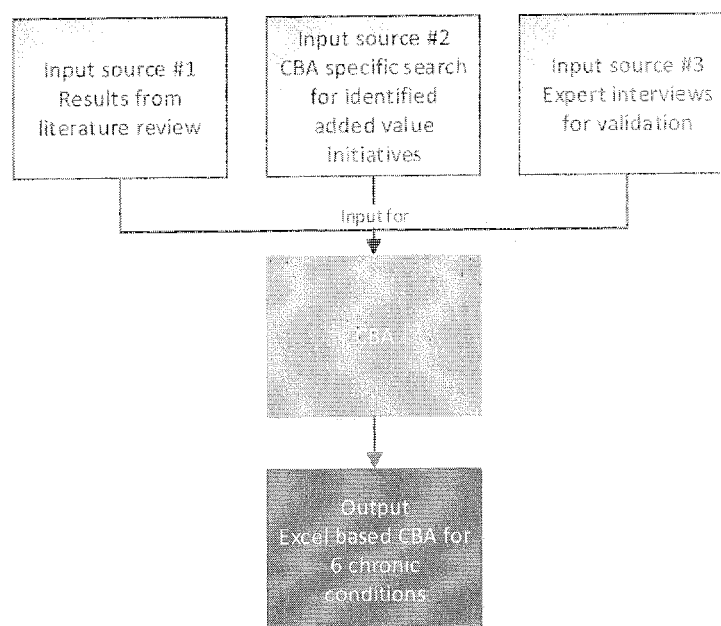 Input source #1
Results from
literature review
Input source #2
CBA specific search
for identified
added value
initiatives
Input source #3
Expert interviews
for validation
Input for
CBA
Output
Excel based CBA for
6 chronic
conditions